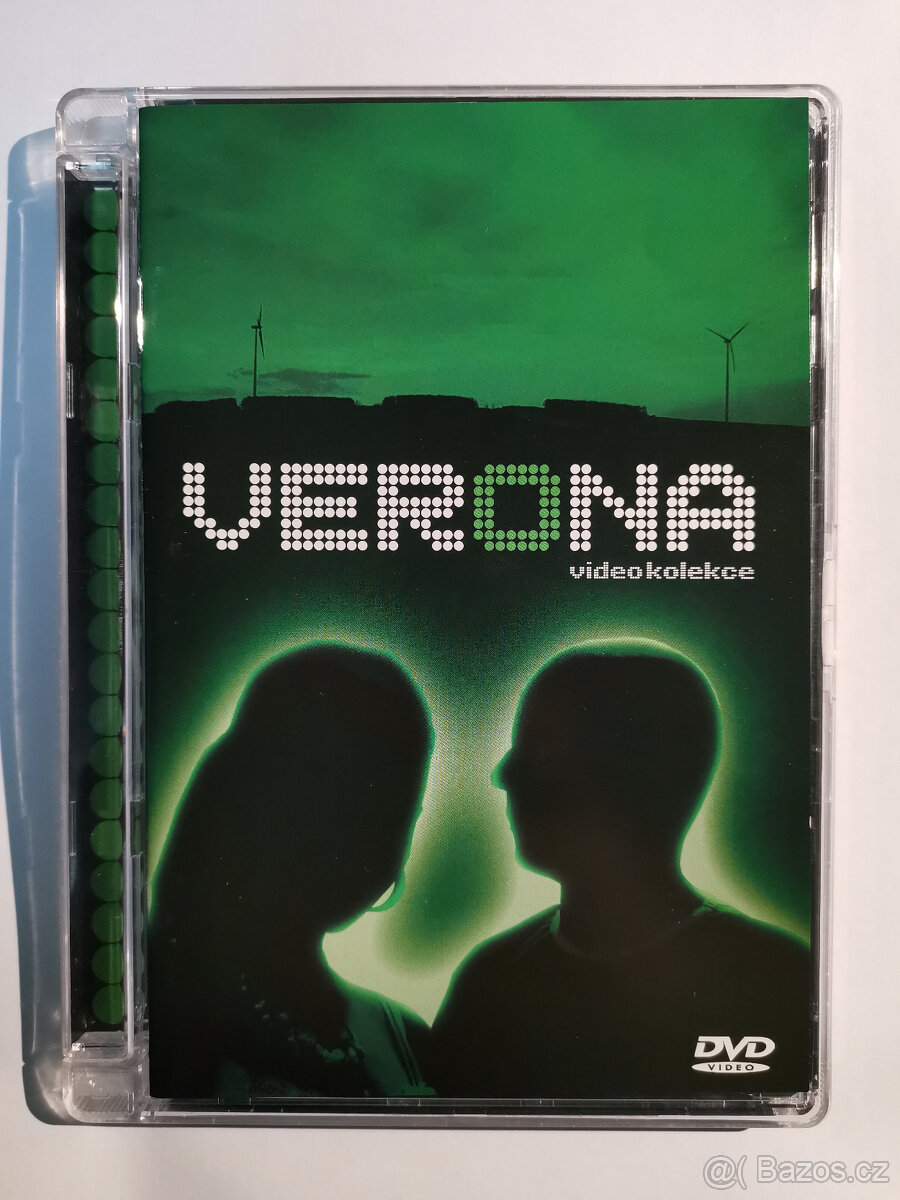 VERONA
videokolekce
DVD
VIDEO
@( Bazos.cz